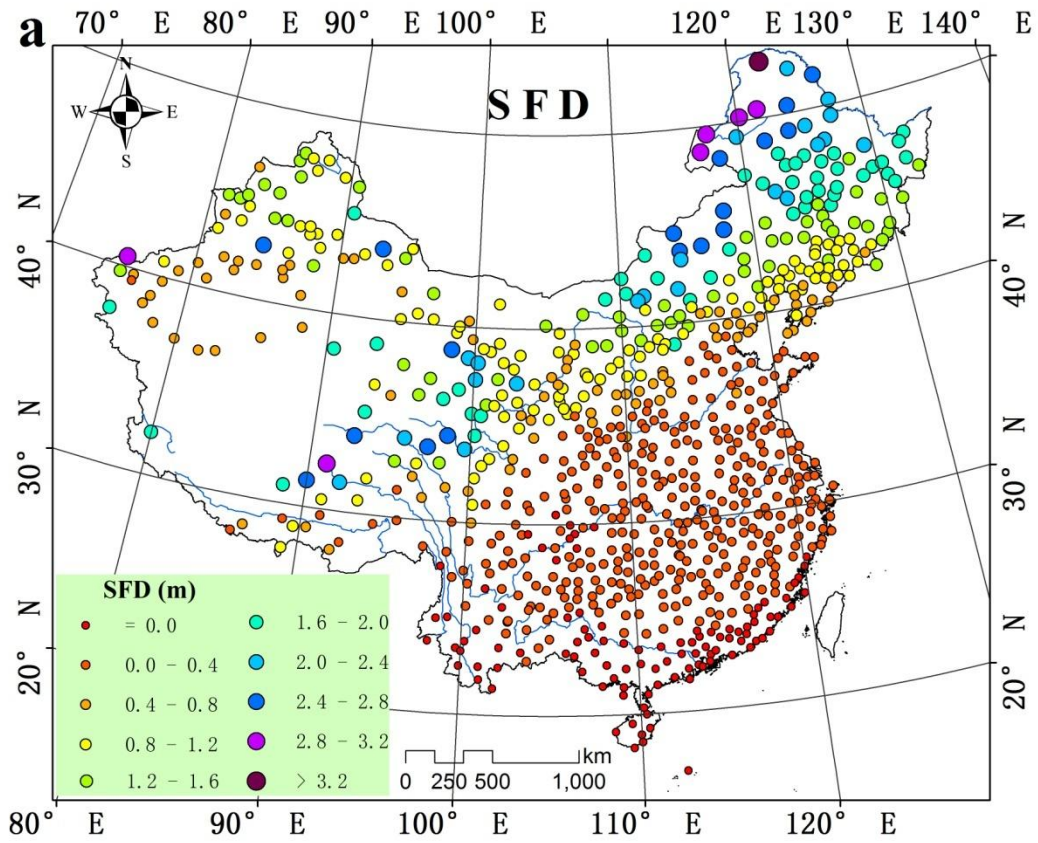 a
70° E 80° E 90° E 100° E 120° E 130° E 140° E
N
W E
S
SFD
N
40°
N
30°
N
20°
N
40°
N
30°
N
20°
SFD (m)
= 0.0
0.0 - 0.4
0.4 - 0.8
0.8 - 1.2
1.2 - 1.6
1.6 - 2.0
2.0 - 2.4
2.4 - 2.8
2.8 - 3.2
> 3.2
km
0 250 500 1,000
80° E 90° E 100° E 110° E 120° E